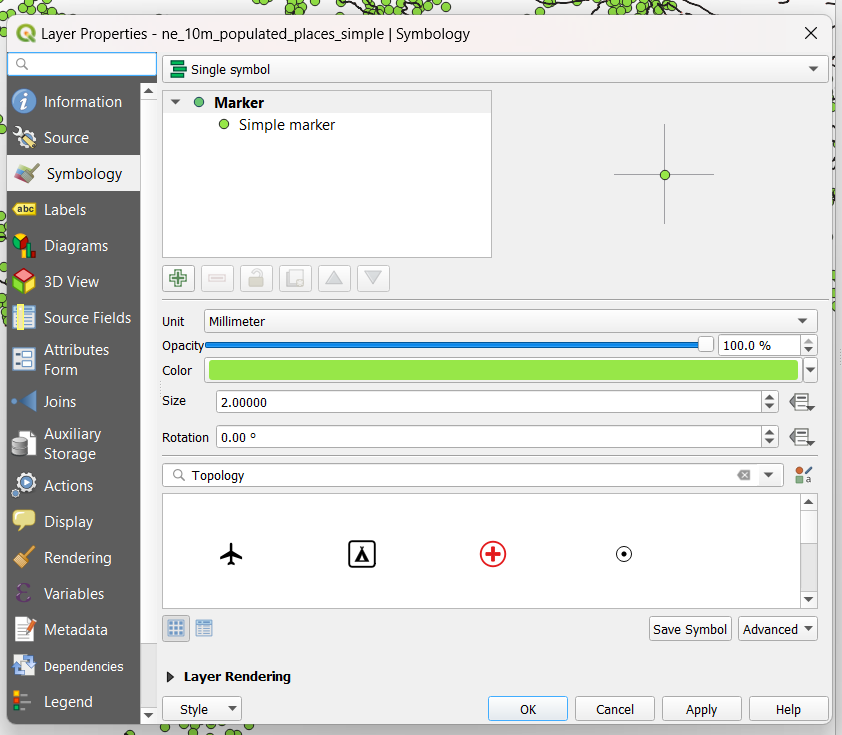 Layer Properties - ne_10m_populated_places_simple | Symbology
Information
Source
Symbology
abc Labels
Diagrams
3D View
Source Fields
Attributes
Form
Joins
Auxiliary
Storage
Actions
Display
Rendering
Variables
Metadata
Dependencies
Legend
Single symbol
Marker
Simple marker
Unit Millimeter
Opacity 100.0 %
Color
Size 2.00000
Rotation 0.00 °
Topology
a
Save Symbol Advanced
Layer Rendering
Style OK Cancel Apply Help